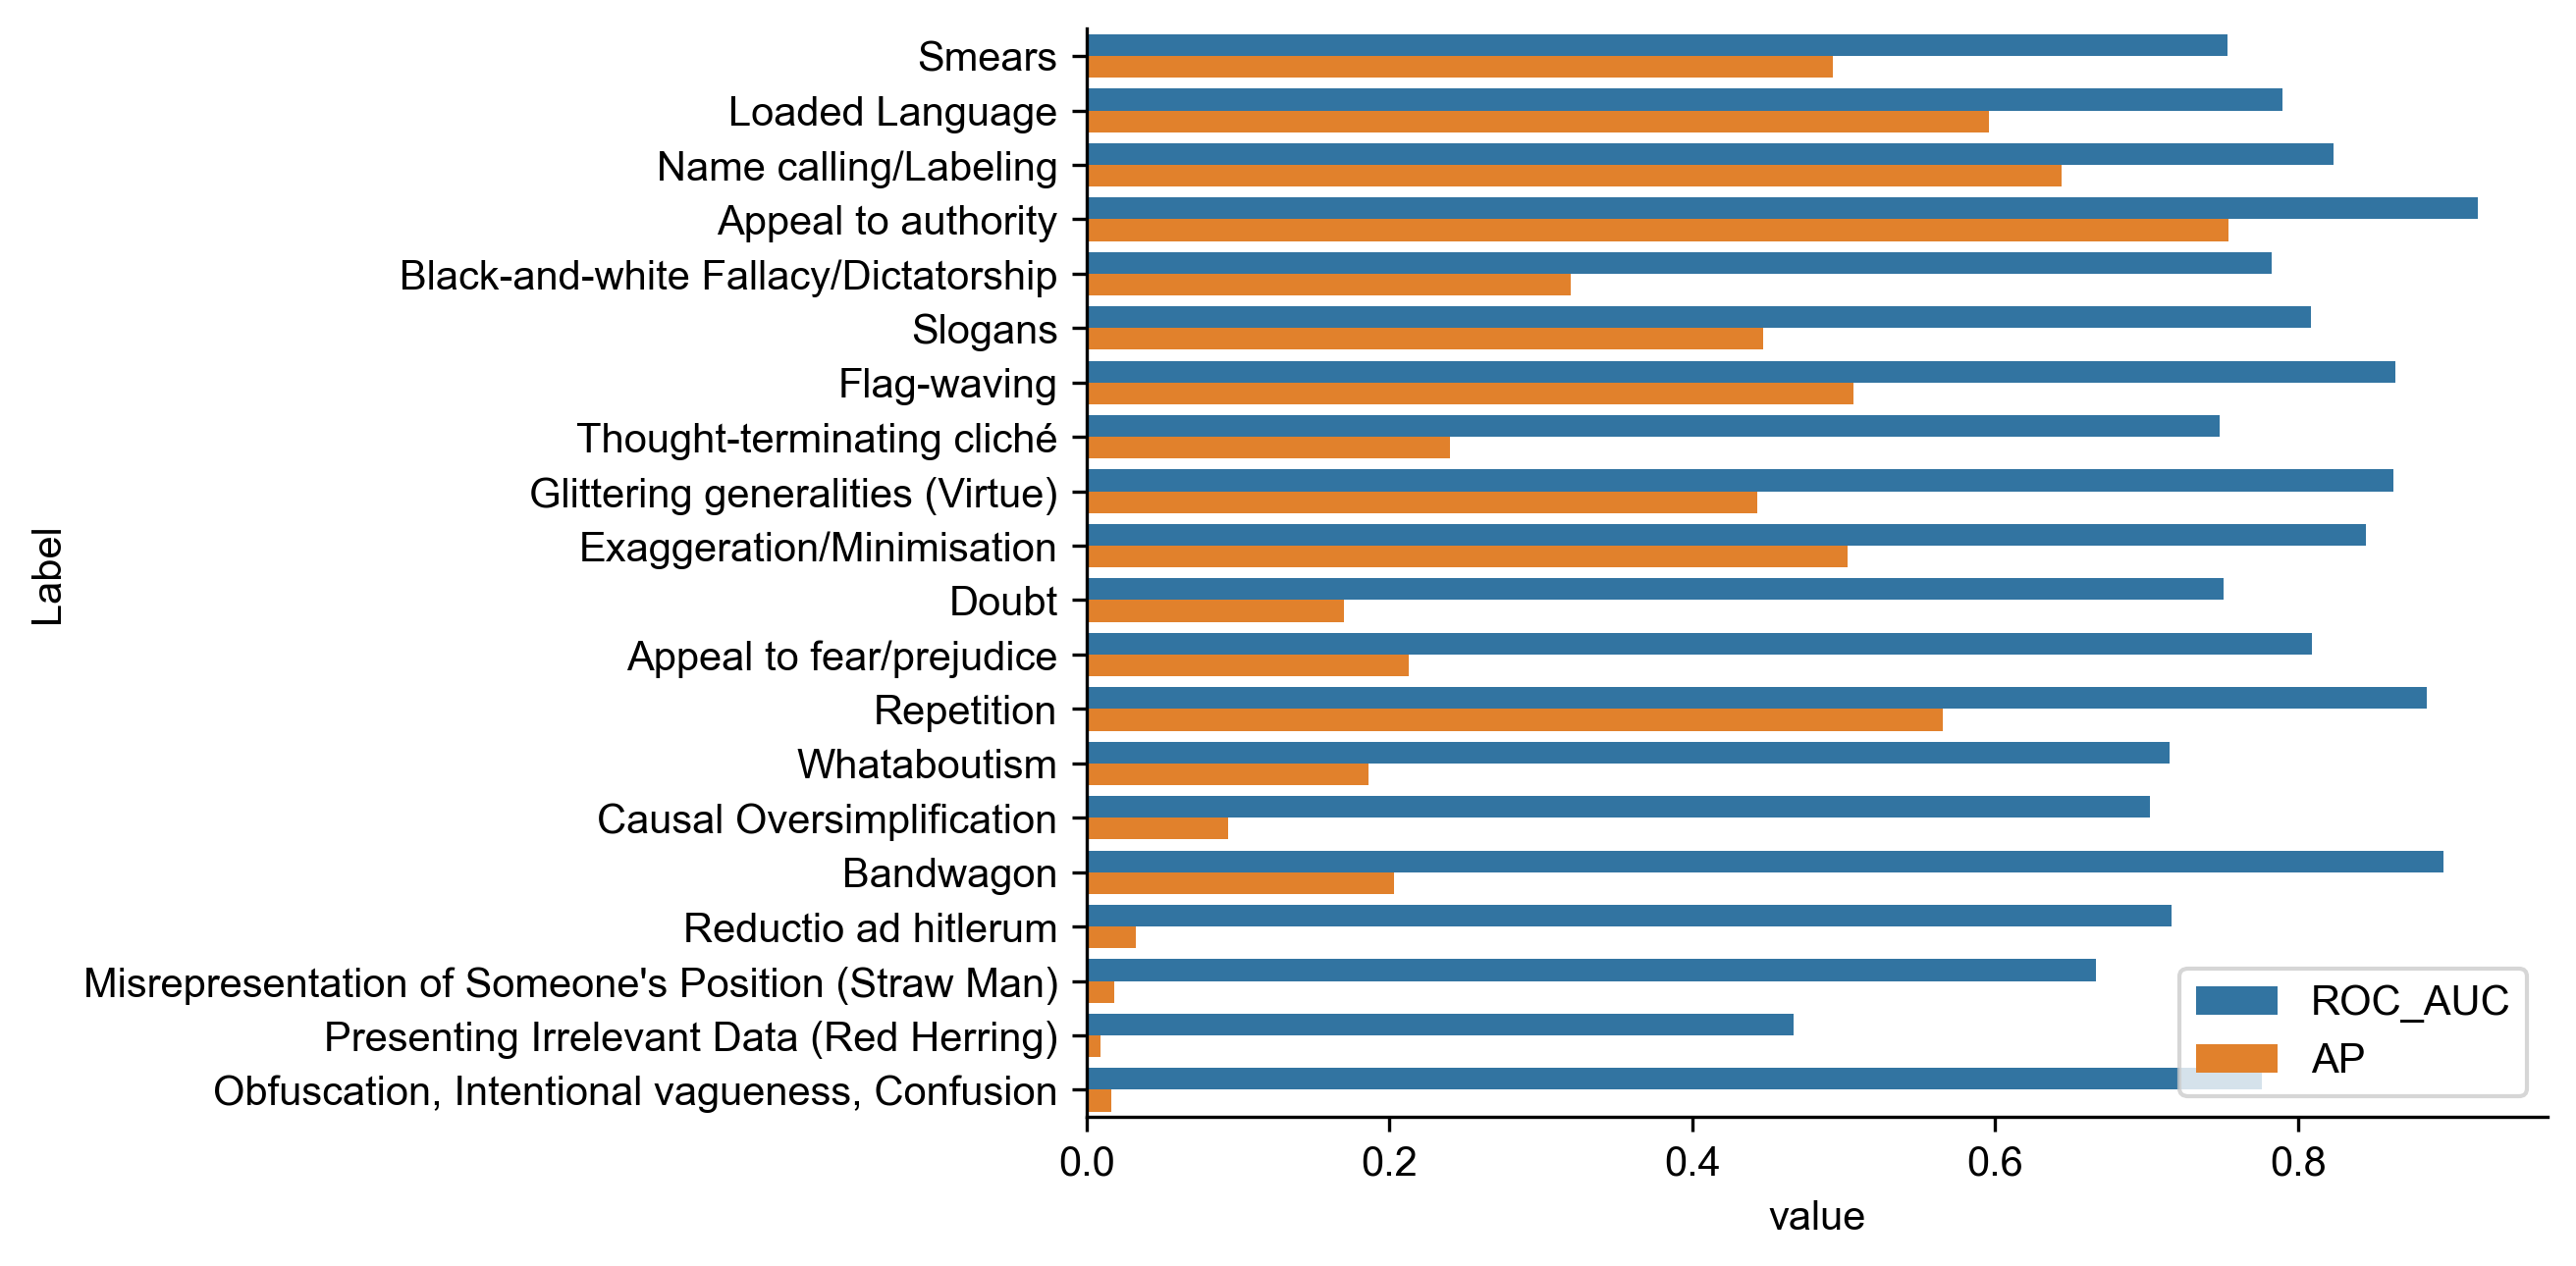 Smears
Loaded Language
Name calling/Labeling
Appeal to authority
Black-and-white Fallacy/Dictatorship
Slogans
Flag-waving
Thought-terminating cliché
Glittering generalities (Virtue)
Exaggeration/Minimisation
Doubt
Appeal to fear/prejudice
Repetition
Whataboutism
Causal Oversimplification
Bandwagon
Reductio ad hitlerum
Misrepresentation of Someone's Position (Straw Man)
Presenting Irrelevant Data (Red Herring)
Obfuscation, Intentional vagueness, Confusion
Label
ROC_AUC
AP
0.0 0.2 0.4 0.6 0.8
value